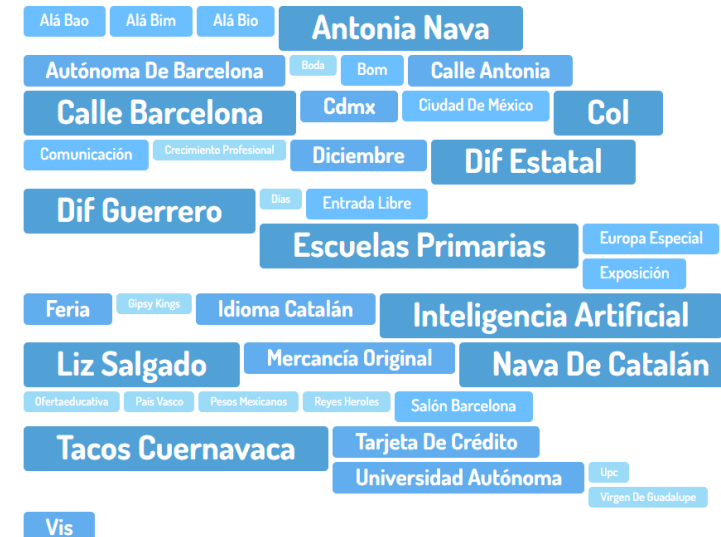 Alá Bao Alá Bim Alá Bio Antonia Nava
Autónoma De Barcelona Boda Bom Calle Antonia
Calle Barcelona Cdmx Ciudad De México Col
Comunicación Crecimiento Profesional Diciembre Dif Estatal
Dif Guerrero Días Entrada Libre
Escuelas Primarias Europa Especial
Exposición
Feria Gipsy Kings Idioma Catalán Inteligencia Artificial
Liz Salgado Mercancía Original Nava De Catalán
Ofertaeducativa País Vasco Pesos Mexicanos Reyes Heroles Salón Barcelona
Tacos Cuernavaca Tarjeta De Crédito
Universidad Autónoma Upc
Virgen De Guadalupe
Vis